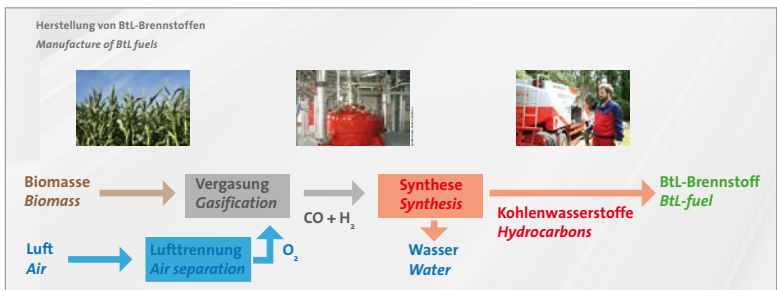 Herstellung von BtL-Brennstoffen
Manufacture of BtL fuels
Biomasse
Biomass
Vergasung
Gasification
CO + H₂
Synthese
Synthesis
Kohlenwasserstoffe
Hydrocarbons
BtL-Brennstoff
BtL-fuel
Luft
Air
Lufttrennung
Air separation
O₂
Wasser
Water